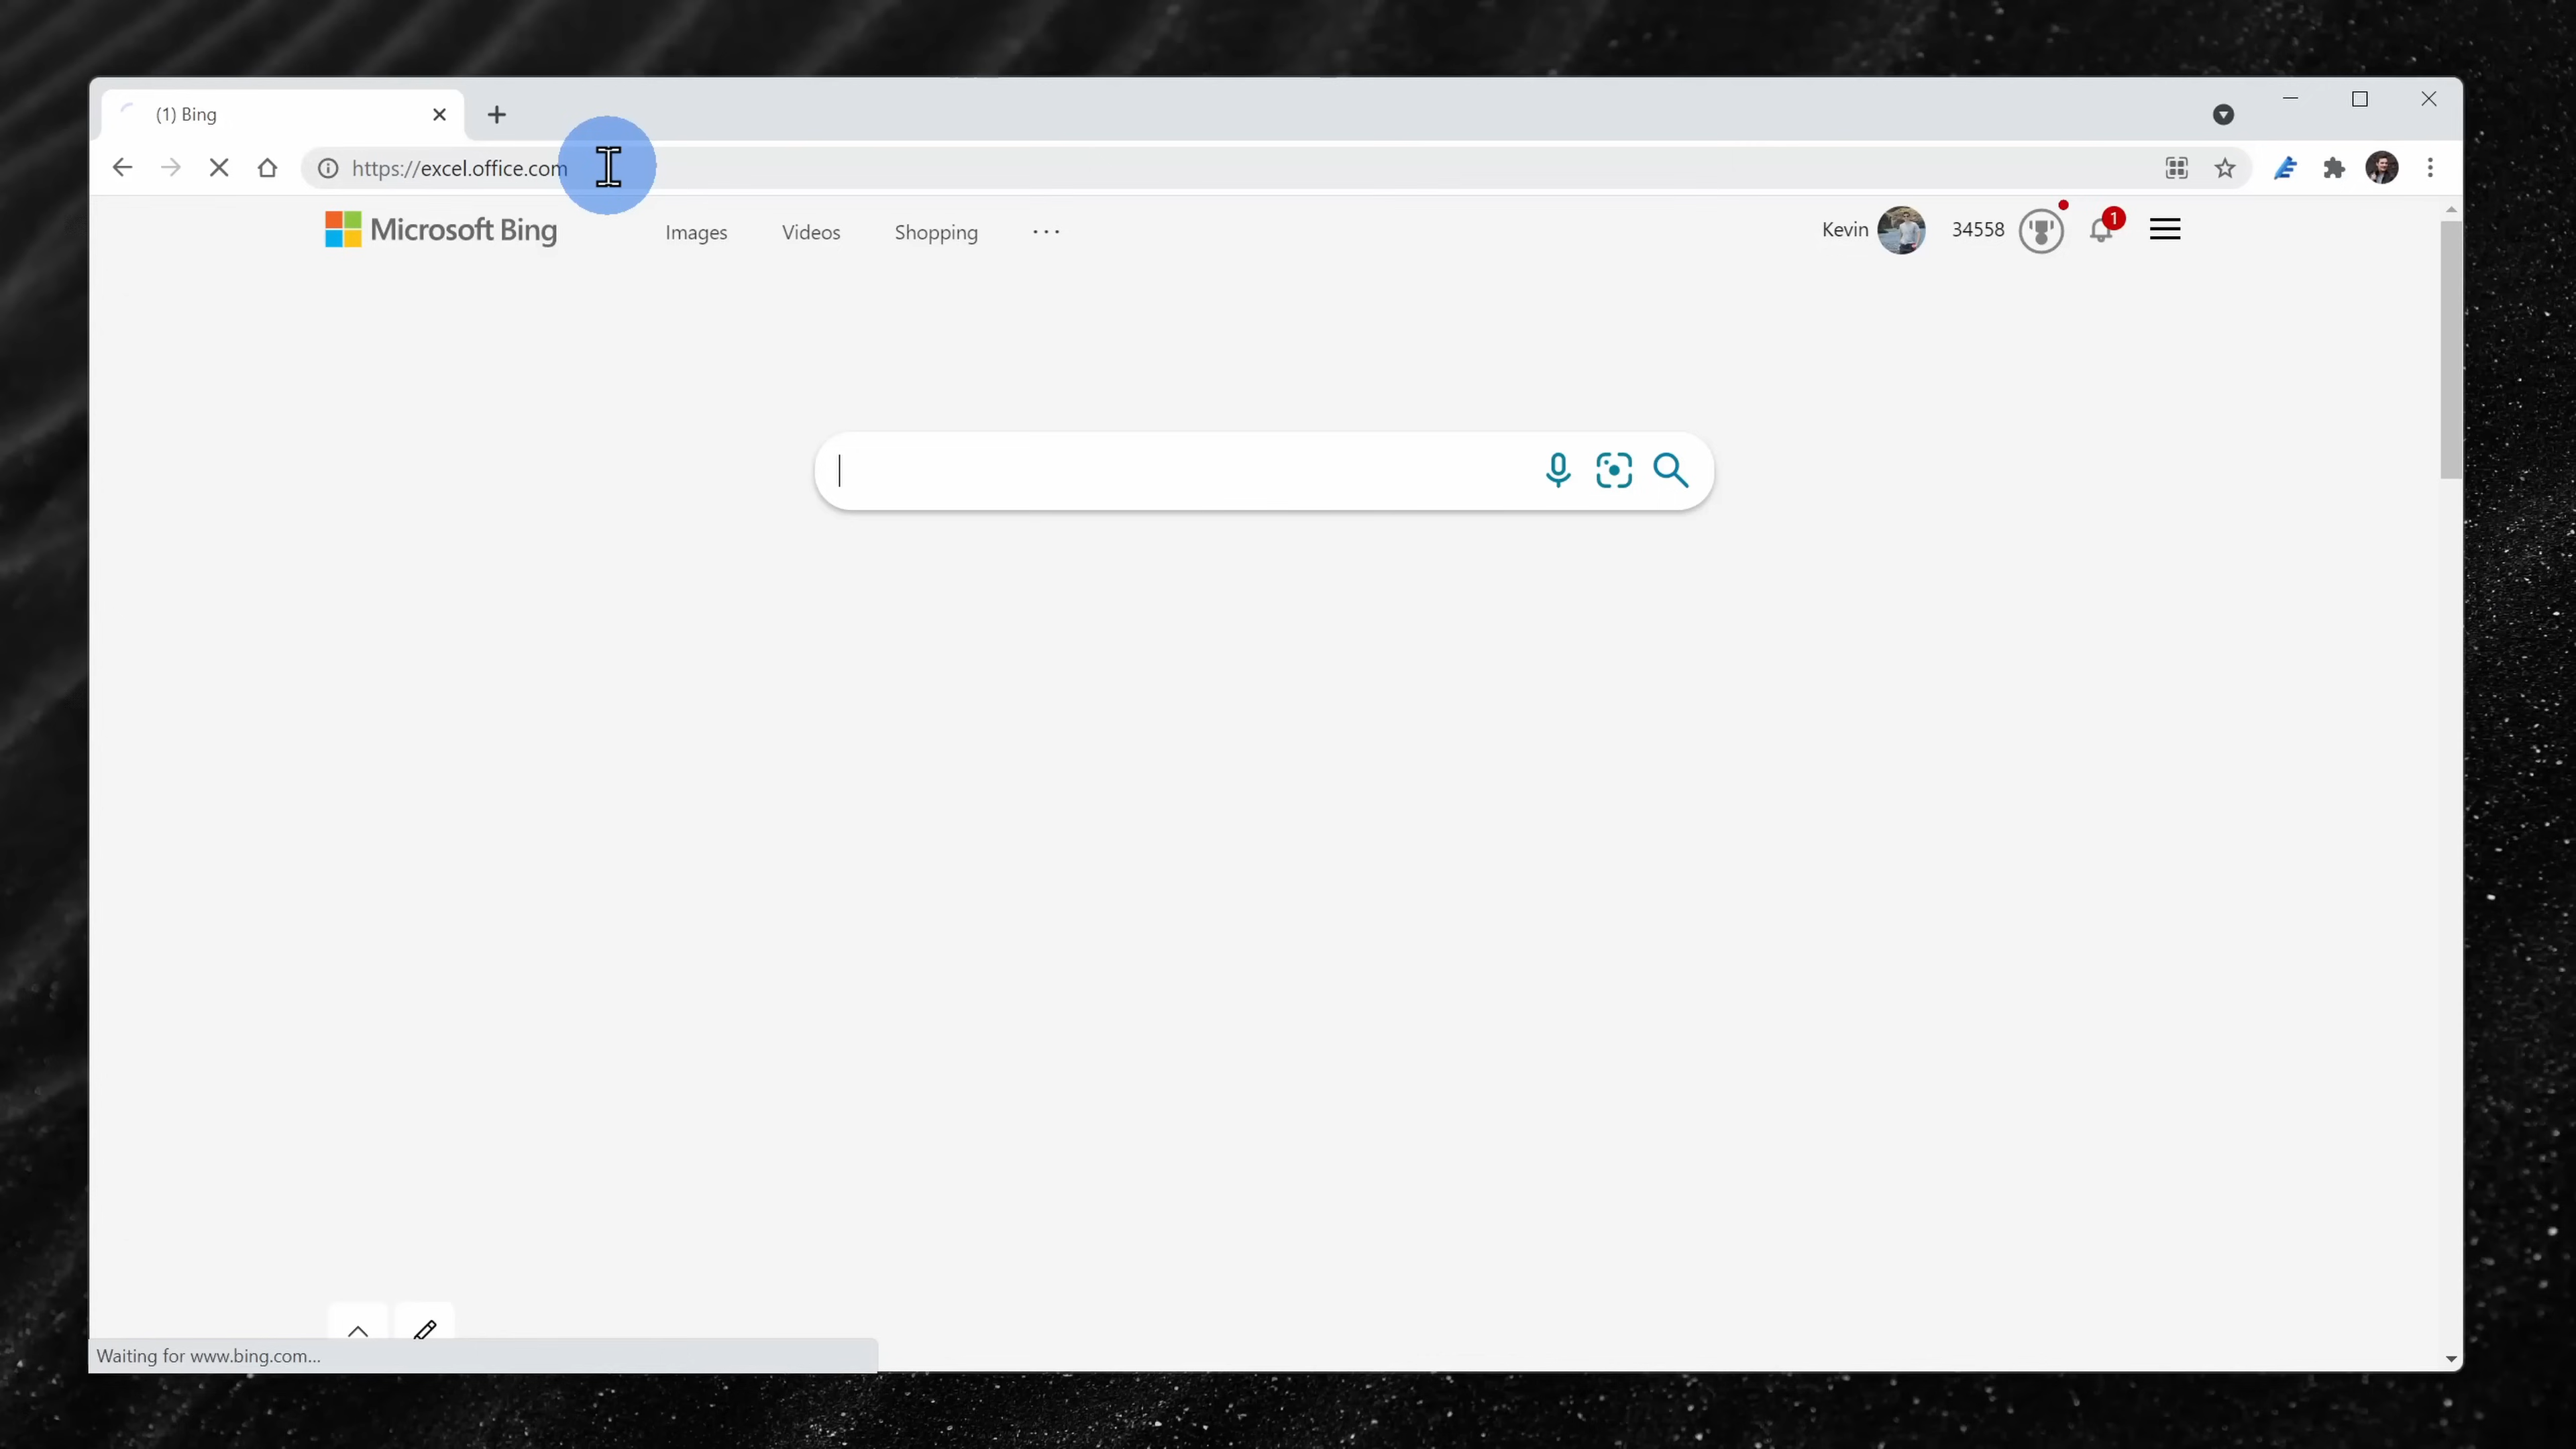 (1) Bing
https://excel.office.com
Microsoft Bing
Images
Videos
Shopping
Kevin
34558
1
Waiting for www.bing.com...